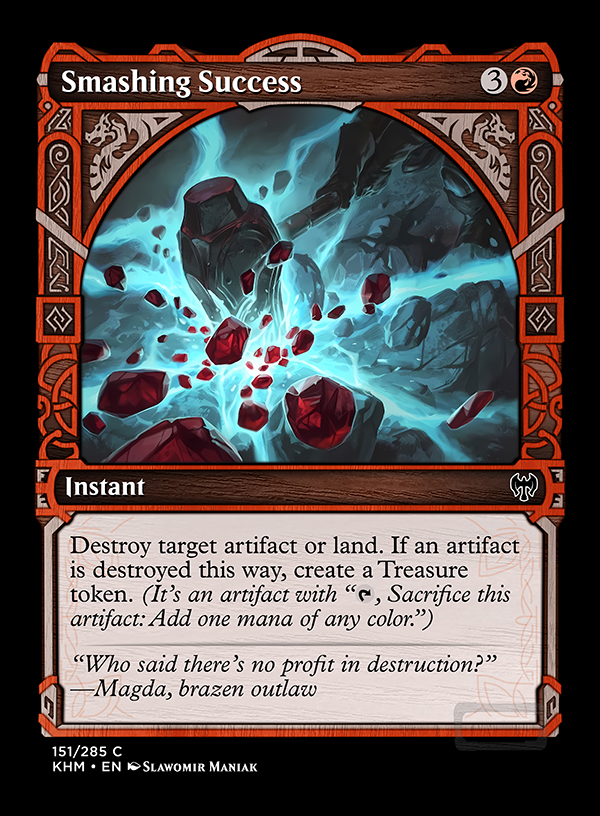 Smashing Success 3
Instant
Destroy target artifact or land. If an artifact
is destroyed this way, create a Treasure
token. (It's an artifact with “, Sacrifice this
artifact: Add one mana of any color.”)
“Who said there's no profit in destruction?”
—Magda, brazen outlaw
151/285 C
KHM • EN Slawomir Maniak